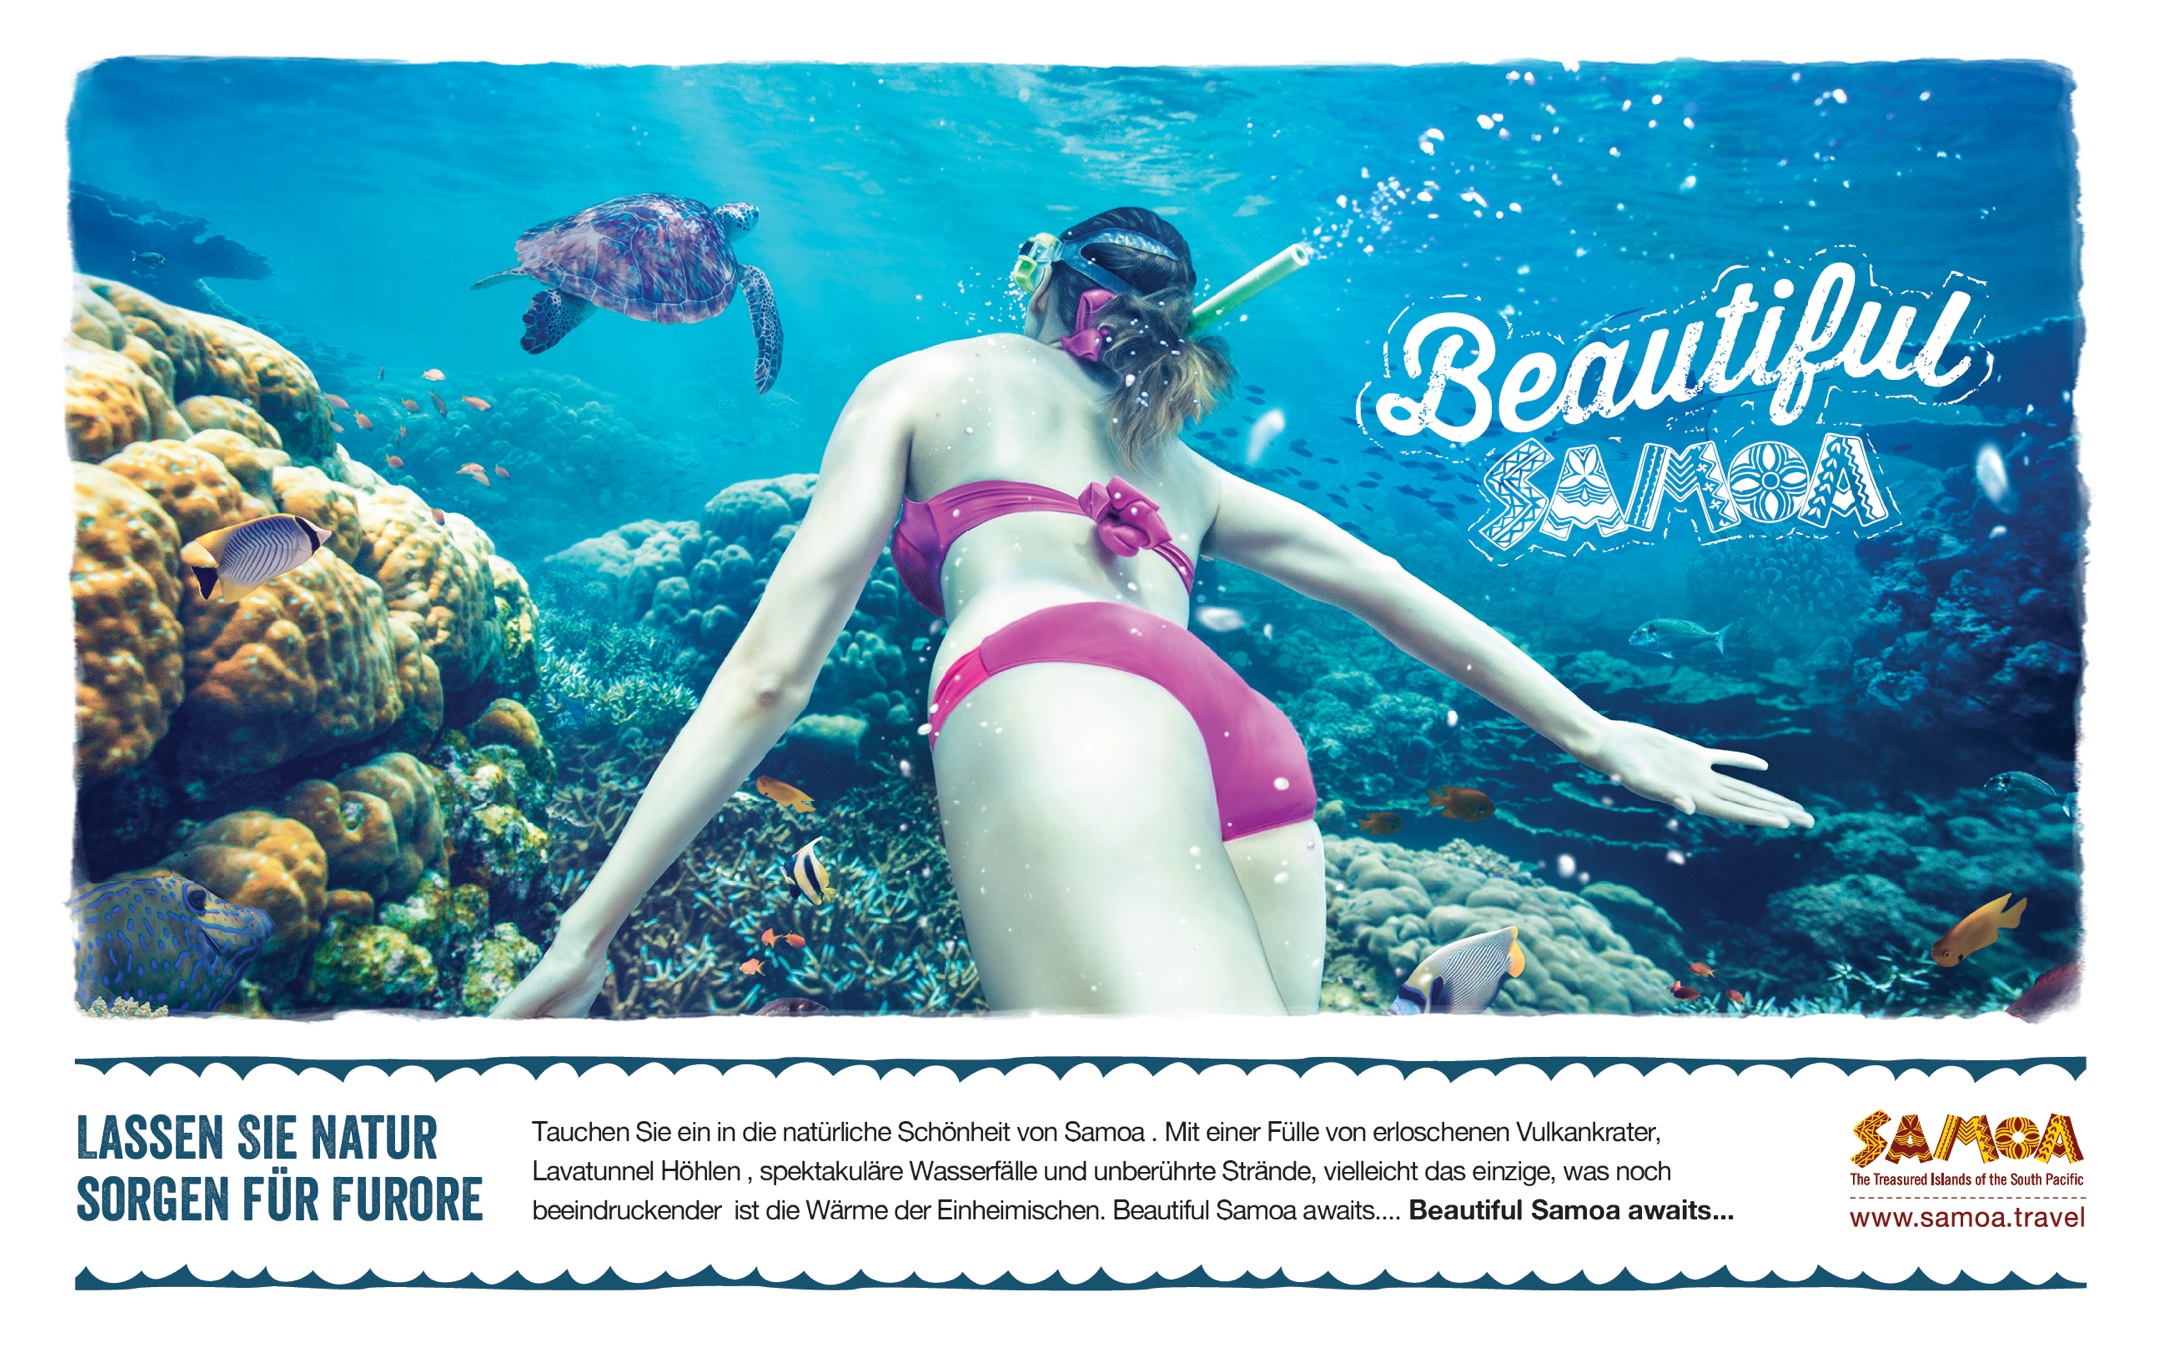 Beautiful
SAMOA
LASSEN SIE NATUR
SORGEN FÜR FURORE
Tauchen Sie ein in die natürliche Schönheit von Samoa . Mit einer Fülle von erloschenen Vulkankrater,
Lavatunnel Höhlen , spektakuläre Wasserfälle und unberührte Strände, vielleicht das einzige, was noch
beeindruckender  ist die Wärme der Einheimischen. Beautiful Samoa awaits.... Beautiful Samoa awaits...
SAMOA
The Treasured Islands of the South Pacific
www.samoa.travel